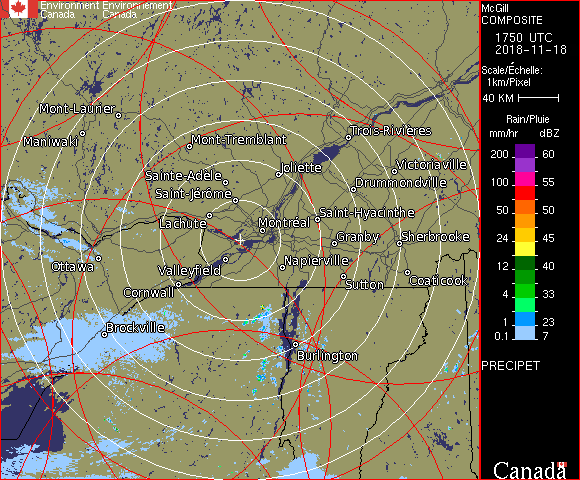 Environment Environnement
Canada Canada
McGill
COMPOSITE
1750 UTC
2018-11-18
Scale/Échelle:
1km/Pixel
40 KM
Rain/Pluie
mm/hr dBZ
200 60
100 55
50 50
24 45
12 40
4 33
1 23
0.1 7
PRECIPET
Mont-Laurier
Maniwaki
Mont-Tremblant
Trois-Rivières
Joliette
Victoriaville
Sainte-Adèle
Drummondville
Saint-Jérôme
Saint-Hyacinthe
Lachute
Montréal
Granby
Sherbrooke
Ottawa
Valleyfield
Napierville
Cornwall
Sutton
Coaticook
Brockville
Burlington
Canada